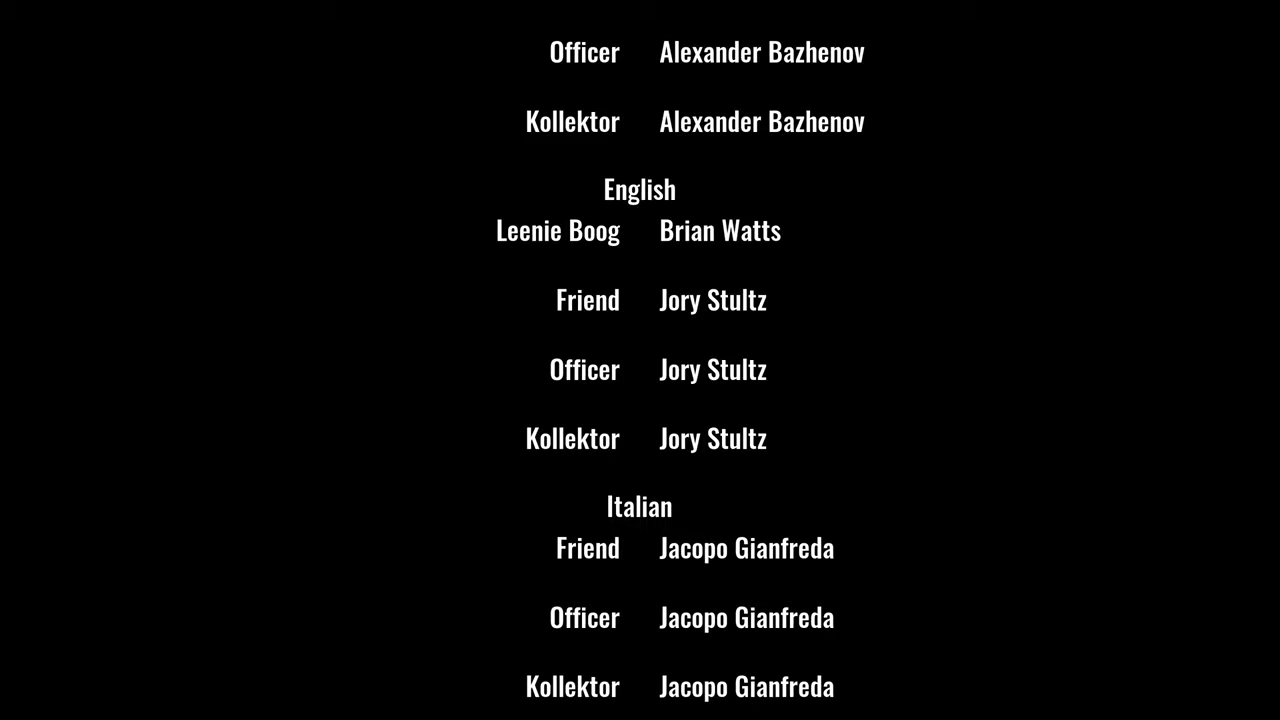 Officer Alexander Bazhenov
Kollektor Alexander Bazhenov
English
Leenie Boog Brian Watts
Friend Jory Stultz
Officer Jory Stultz
Kollektor Jory Stultz
Italian
Friend Jacopo Gianfreda
Officer Jacopo Gianfreda
Kollektor Jacopo Gianfreda